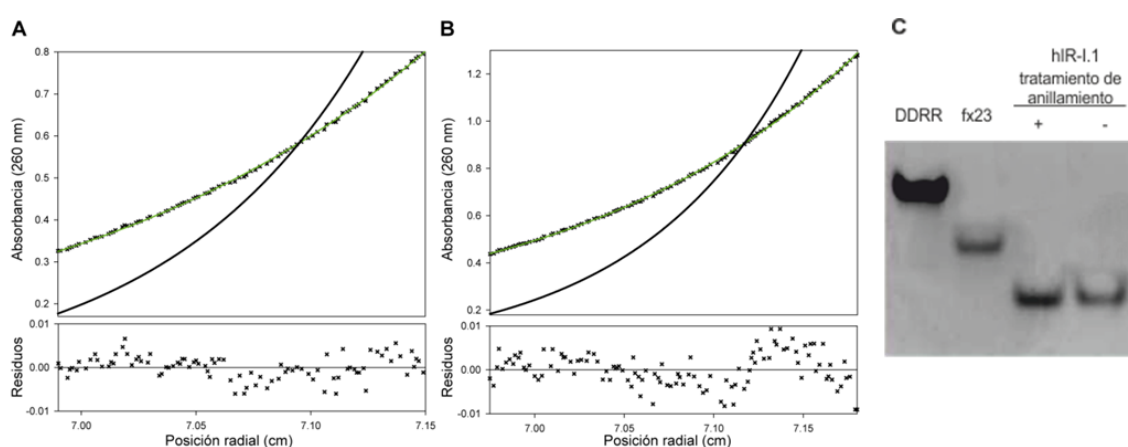 A
Absorbancia (260 nm)
0.8
0.7
0.6
0.5
0.4
0.3
0.2
Residuos
0.01
0.00
-0.01
7.00
7.05
7.10
7.15
Posición radial (cm)
B
Absorbancia (260 nm)
1.2
1.0
0.8
0.6
0.4
0.2
Residuos
0.01
0.00
-0.01
7.00
7.05
7.10
7.15
Posición radial (cm)
C
hIR-I.1
tratamiento de
anillamiento
DDRR fx23 + -